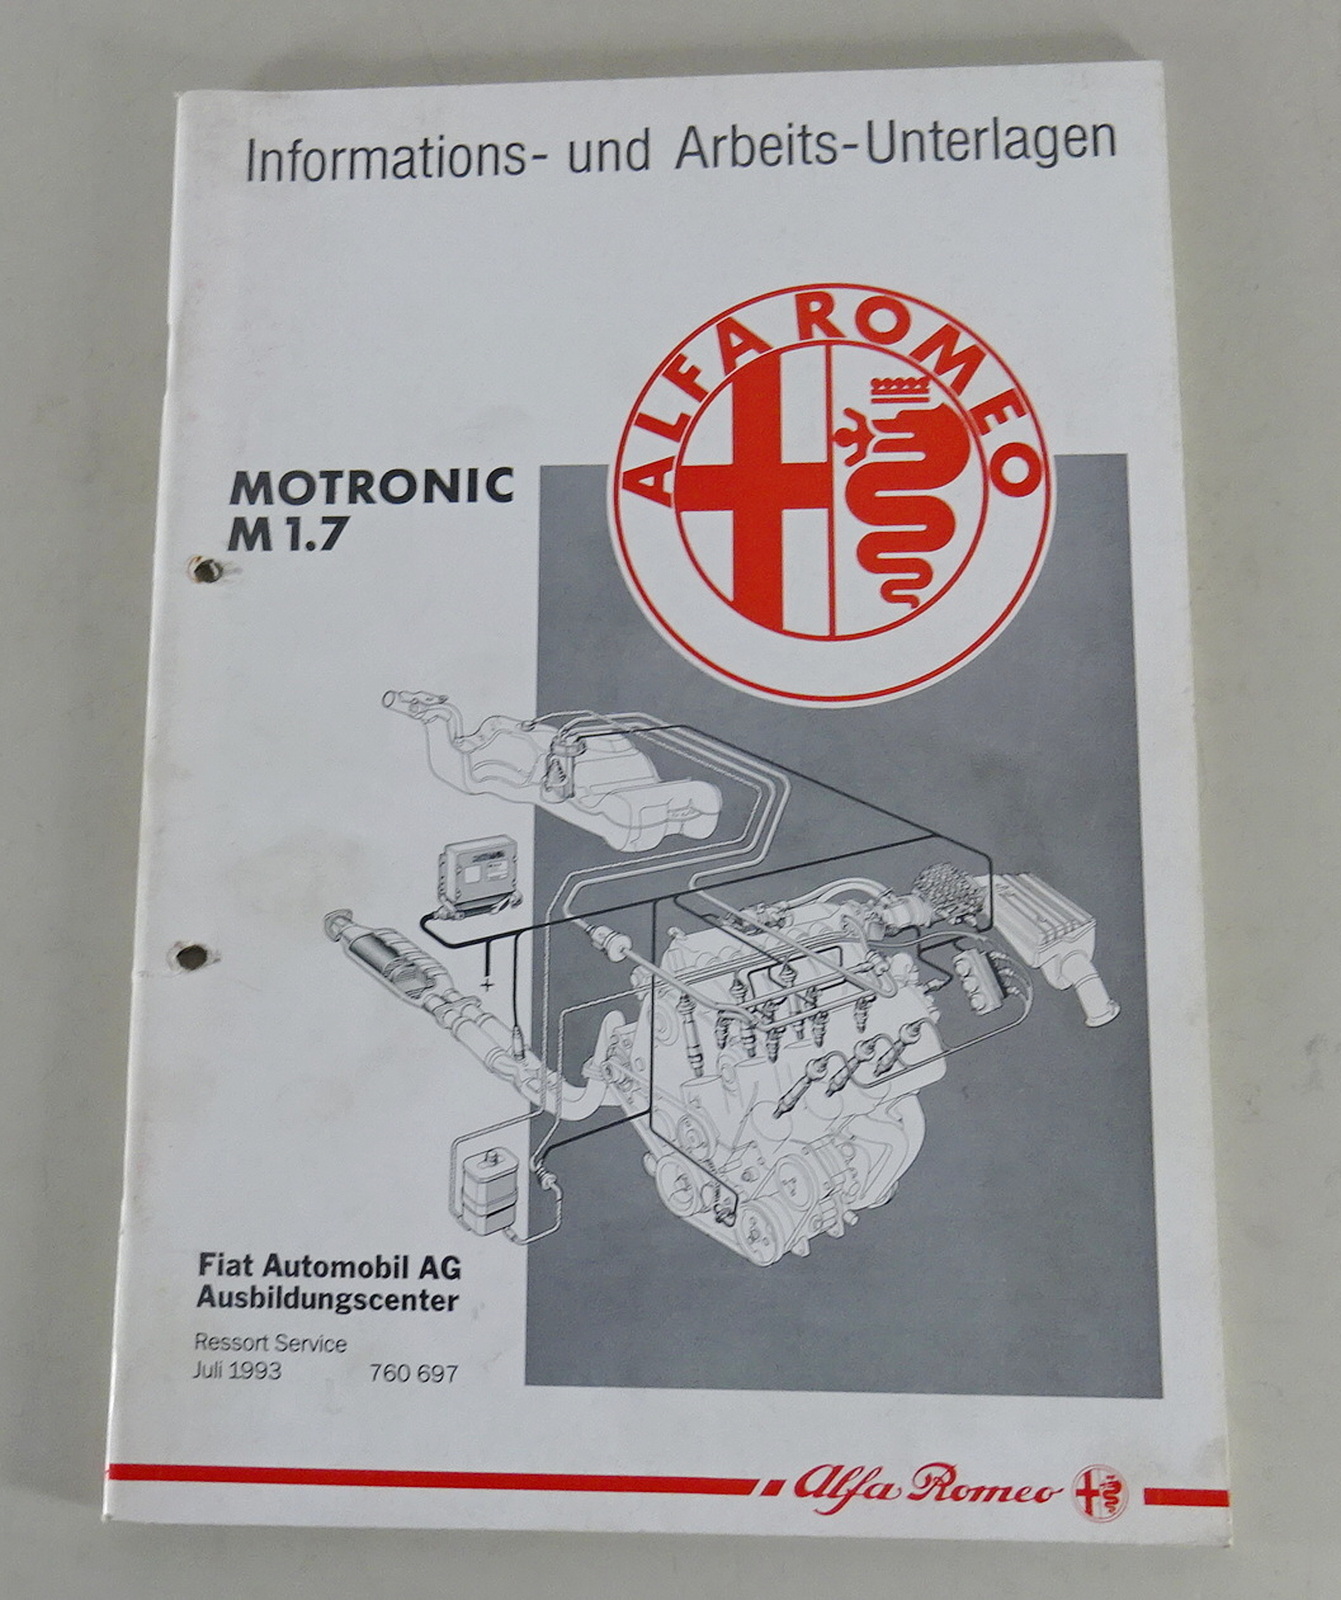 Informations- und Arbeits-Unterlagen
ALFA ROMEO
MOTRONIC
M 1.7
+
Fiat Automobil AG
Ausbildungscenter
Ressort Service
Juli 1993 760 697
Alfa Romeo